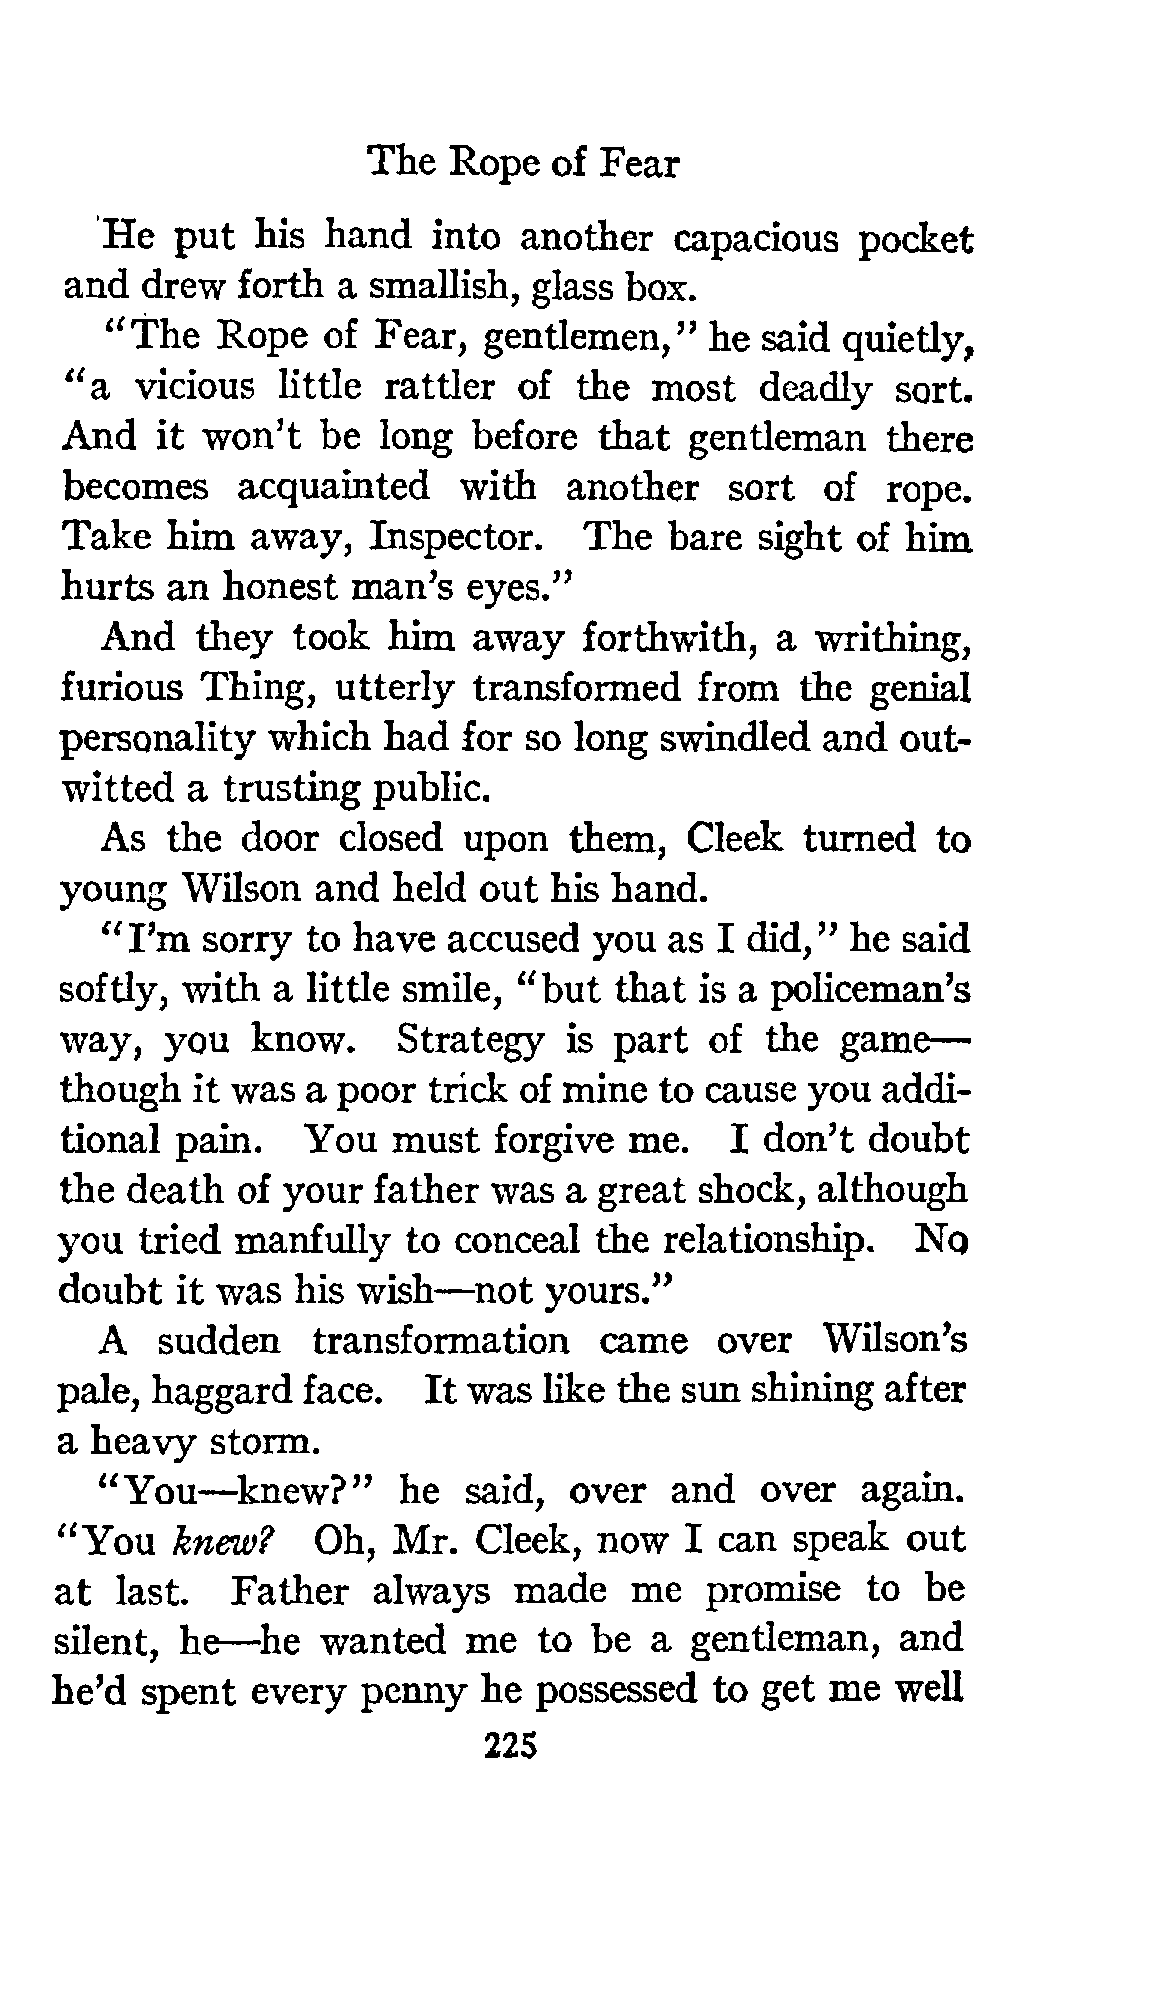 The Rope of Fear
He put his hand into another capacious pocket
and drew forth a smallish, glass box.
"The Rope of Fear, gentlemen," he said quietly,
"a vicious little rattler of the most deadly sort.
And it won't be long before that gentleman there
becomes acquainted with another sort of rope.
Take him away, Inspector. The bare sight of him
hurts an honest man's eyes."
And they took him away forthwith, a writhing,
furious Thing, utterly transformed from the genial
personality which had for so long swindled and out-
witted a trusting public.
As the door closed upon them, Cleek turned to
young Wilson and held out his hand.
"I'm sorry to have accused you as I did," he said
softly, with a little smile, "but that is a policeman's
way, you know. Strategy is part of the game—
though it was a poor trick of mine to cause you addi-
tional pain. You must forgive me. I don't doubt
the death of your father was a great shock, although
you tried manfully to conceal the relationship. No
doubt it was his wish—not yours."
A sudden transformation came over Wilson's
pale, haggard face. It was like the sun shining after
a heavy storm.
"You—knew?" he said, over and over again.
"You knew? Oh, Mr. Cleek, now I can speak out
at last. Father always made me promise to be
silent, he—he wanted me to be a gentleman, and
he'd spent every penny he possessed to get me well
225